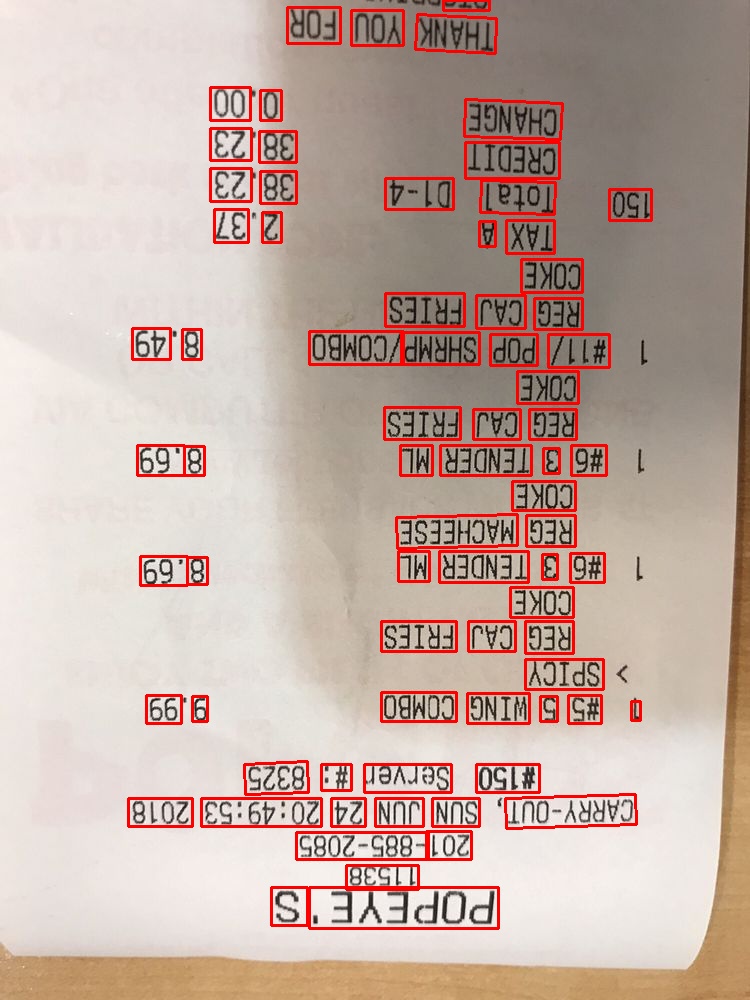 POPEYE'S
11538
201-885-2085
CARRY-OUT, SUN JUN 24 20:49:53 2018
#150 Server #: 8325
1 #5 5 WING COMBO 9.99
> SPICY
REG CAJ FRIES
COKE
1 #6 3 TENDER ML 8.69
REG MACHEESE
COKE
1 #6 3 TENDER ML 8.69
REG CAJ FRIES
COKE
1 #11/ POP SHRMP/COMBO 8.49
REG CAJ FRIES
COKE
TAX A 2.37
150 Total D1-4 38.23
CREDIT 38.23
CHANGE 0.00
THANK YOU FOR